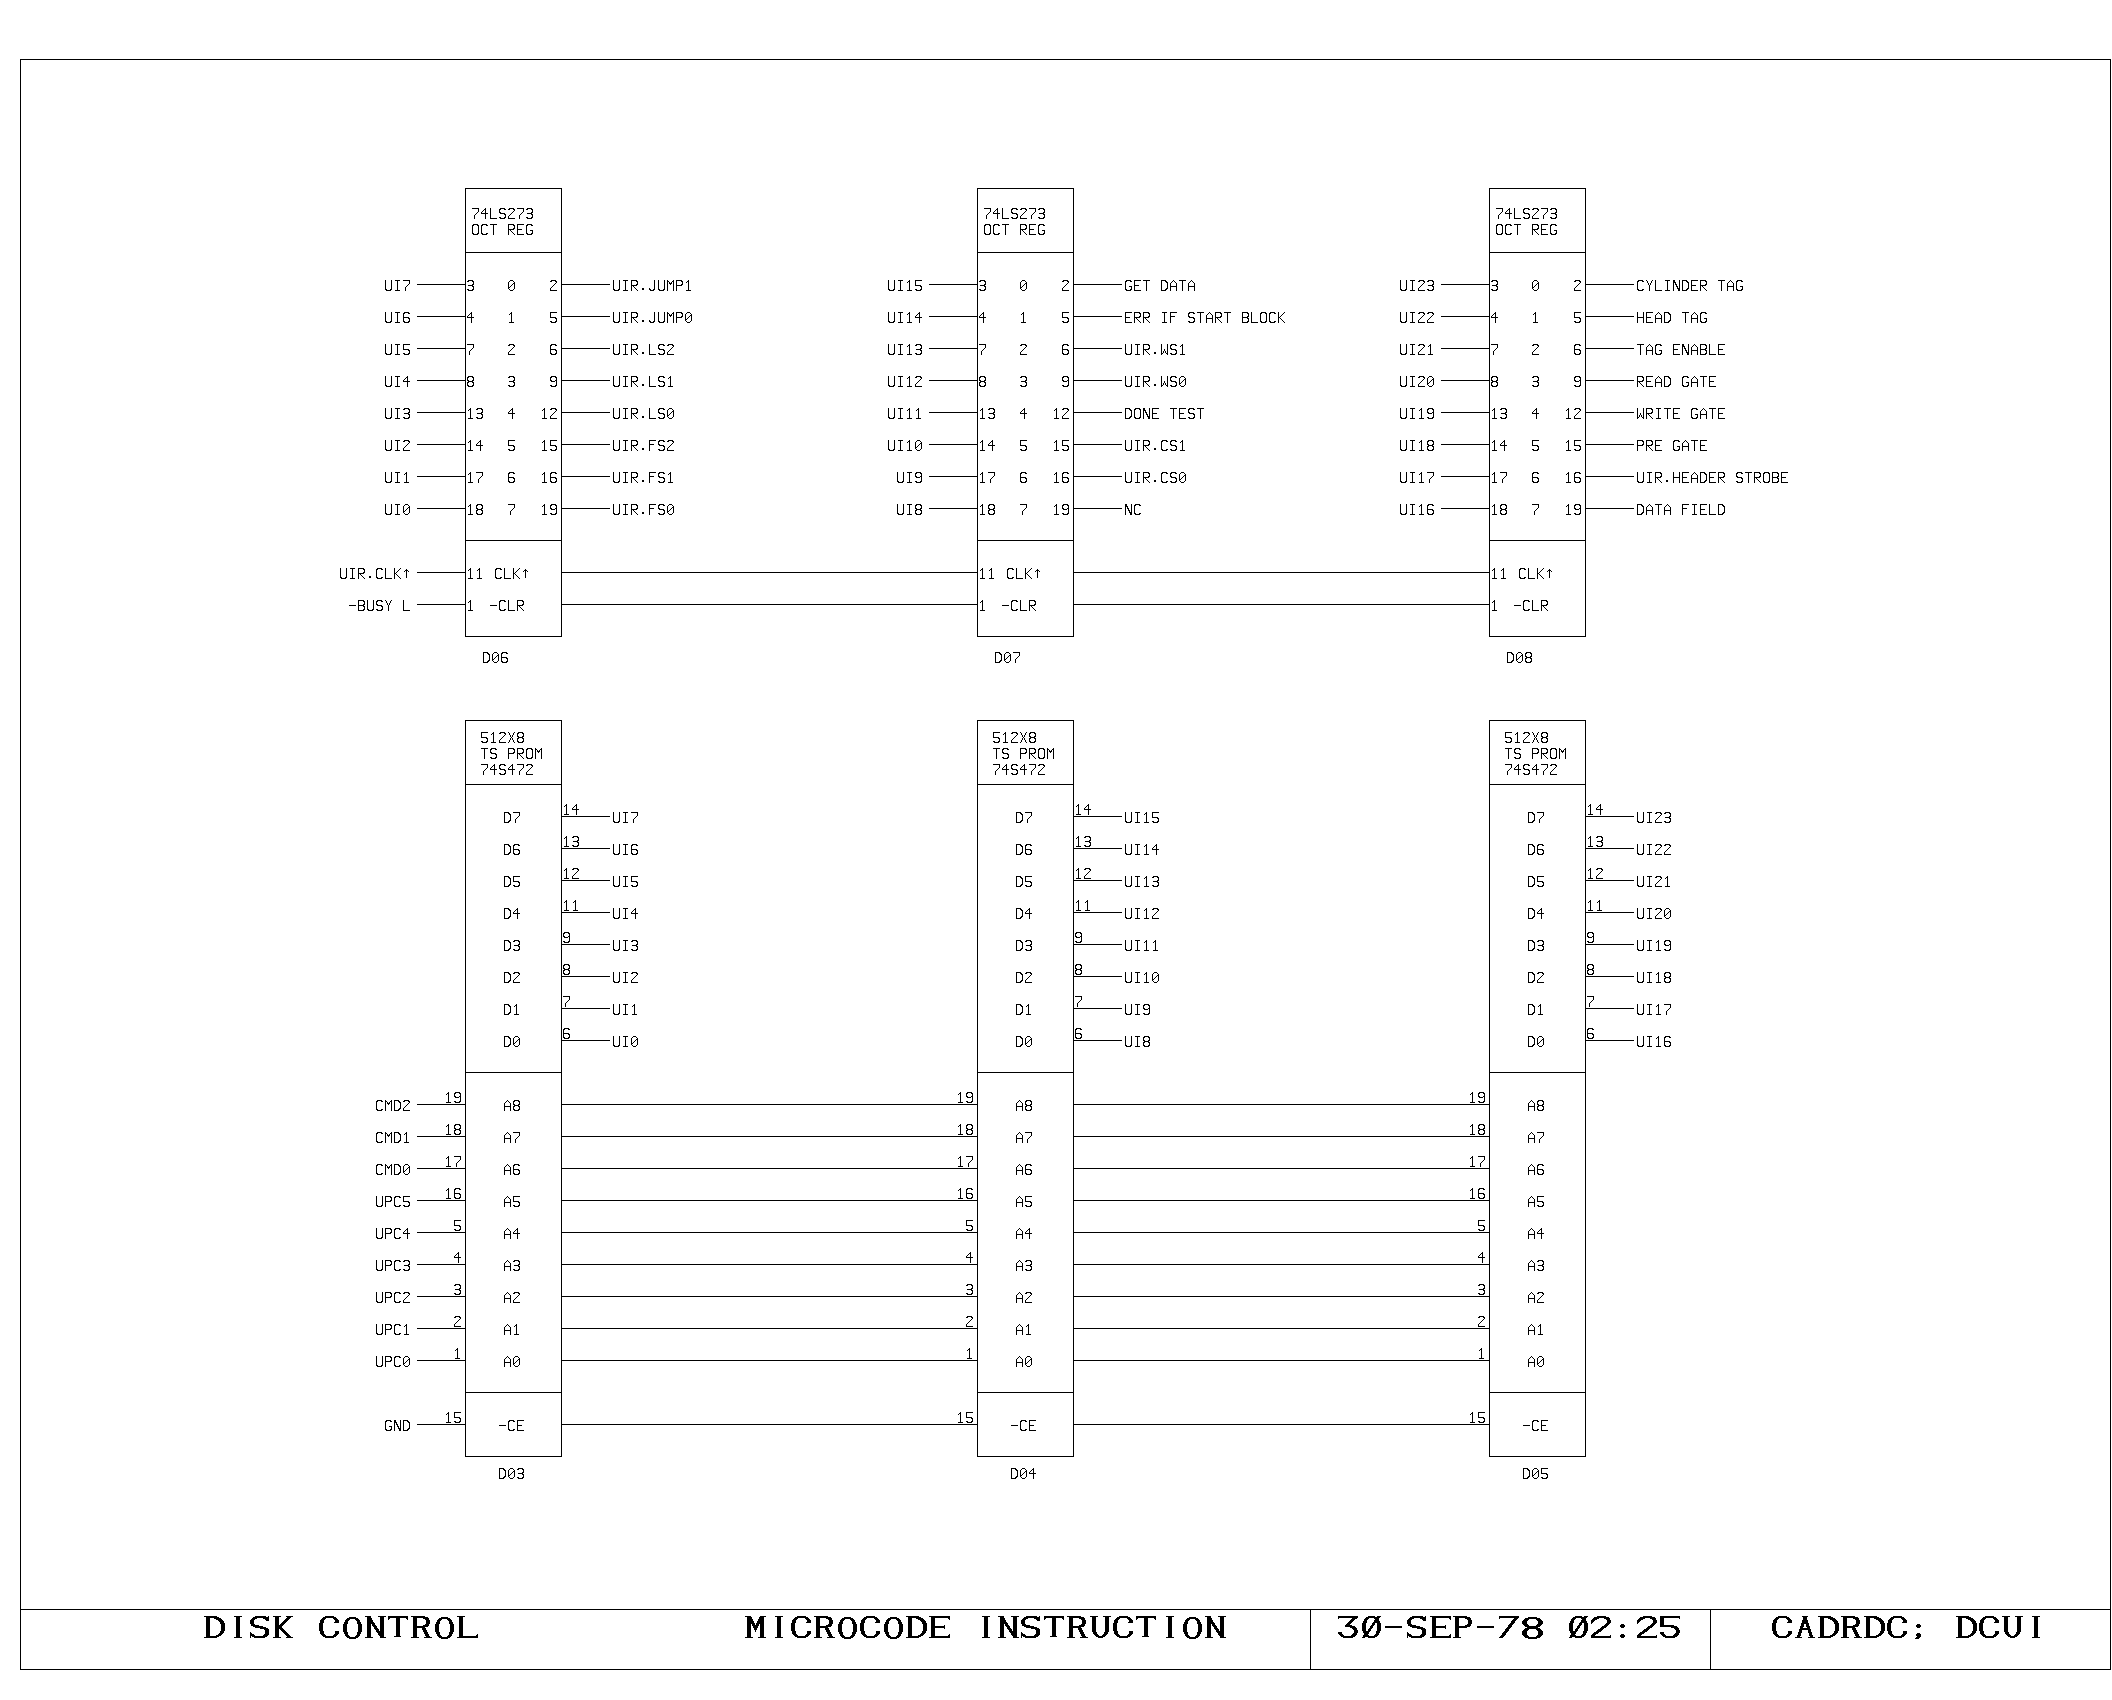 74LS273 74LS273 74LS273
OCT REG OCT REG OCT REG
UI7 3 0 2 UIR.JUMP1 UI15 3 0 2 GET DATA UI23 3 0 2 CYLINDER TAG
UI6 4 1 5 UIR.JUMP0 UI14 4 1 5 ERR IF START BLOCK UI22 4 1 5 HEAD TAG
UI5 7 2 6 UIR.LS2 UI13 7 2 6 UIR.WS1 UI21 7 2 6 TAG ENABLE
UI4 8 3 9 UIR.LS1 UI12 8 3 9 UIR.WS0 UI20 8 3 9 READ GATE
UI3 13 4 12 UIR.LS0 UI11 13 4 12 DONE TEST UI19 13 4 12 WRITE GATE
UI2 14 5 15 UIR.FS2 UI10 14 5 15 UIR.CS1 UI18 14 5 15 PRE GATE
UI1 17 6 16 UIR.FS1 UI9 17 6 16 UIR.CS0 UI17 17 6 16 UIR.HEADER STROBE
UI0 18 7 19 UIR.FS0 UI8 18 7 19 NC UI16 18 7 19 DATA FIELD
UIR.CLK↑ 11 CLK↑ 11 CLK↑ 11 CLK↑
-BUSY L 1 -CLR 1 -CLR 1 -CLR
D06 D07 D08
512X8 512X8 512X8
TS PROM TS PROM TS PROM
74S472 74S472 74S472
D7 14 UI7 D7 14 UI15 D7 14 UI23
D6 13 UI6 D6 13 UI14 D6 13 UI22
D5 12 UI5 D5 12 UI13 D5 12 UI21
D4 11 UI4 D4 11 UI12 D4 11 UI20
D3 9 UI3 D3 9 UI11 D3 9 UI19
D2 8 UI2 D2 8 UI10 D2 8 UI18
D1 7 UI1 D1 7 UI9 D1 7 UI17
D0 6 UI0 D0 6 UI8 D0 6 UI16
CMD2 19 A8 19 A8 19 A8
CMD1 18 A7 18 A7 18 A7
CMD0 17 A6 17 A6 17 A6
UPC5 16 A5 16 A5 16 A5
UPC4 5 A4 5 A4 5 A4
UPC3 4 A3 4 A3 4 A3
UPC2 3 A2 3 A2 3 A2
UPC1 2 A1 2 A1 2 A1
UPC0 1 A0 1 A0 1 A0
GND 15 -CE 15 -CE 15 -CE
D03 D04 D05
DISK CONTROL MICROCODE INSTRUCTION 30-SEP-78 02:25 CADRDC; DCUI